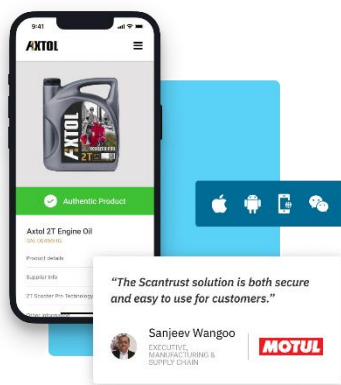 9:41
AXTOL
AXTOL
2T
Authentic Product
Axtol 2T Engine Oil
Product details
Supplier Info
2T Scooter Pro Technology
Other information
“The Scantrust solution is both secure
and easy to use for customers.”
Sanjeev Wangoo
EXECUTIVE,
MANUFACTURING &
SUPPLY CHAIN
MOTUL